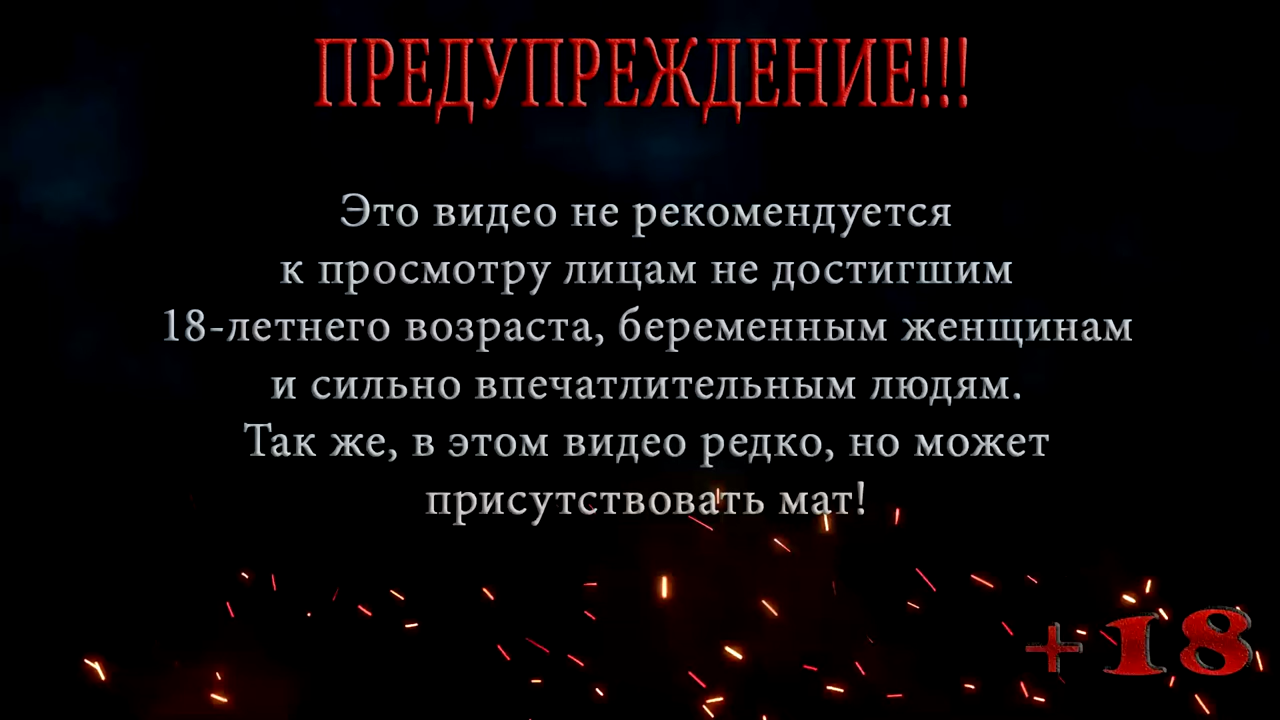 ПРЕДУПРЕЖДЕНИЕ!!!
Это видео не рекомендуется
к просмотру лицам не достигшим
18-летнего возраста, беременным женщинам
и сильно впечатлительным людям.
Так же, в этом видео редко, но может
присутствовать мат!
+18